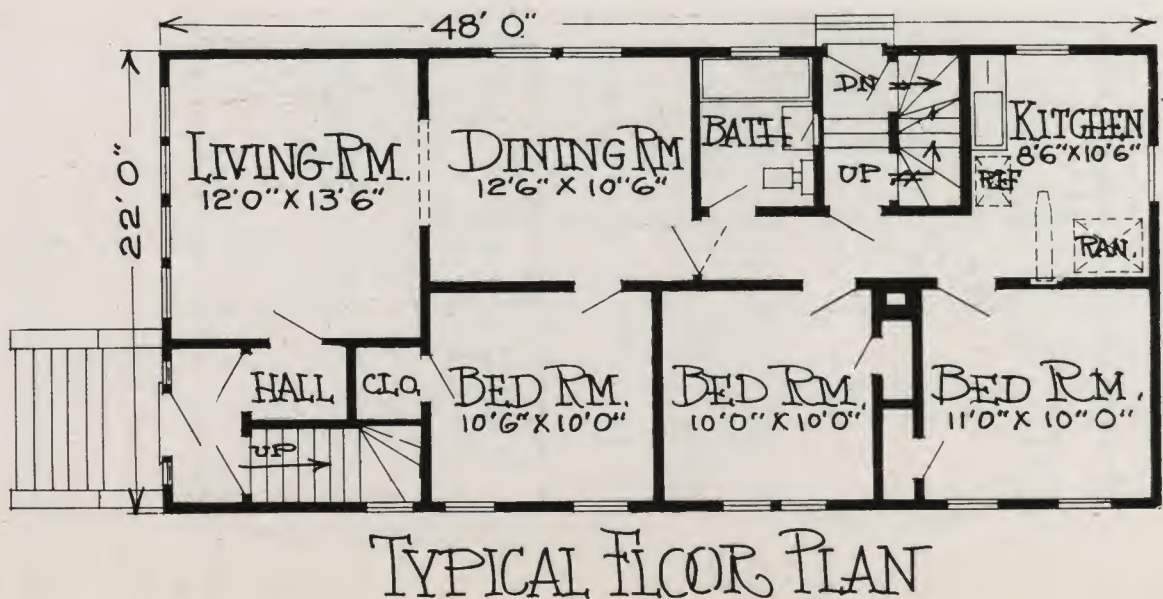 48'0"
22'0"
LIVING RM.
12'0" X 13'6"
DINING RM
12'6" X 10'6"
BATH
DN
UP
KITCHEN
8'6" X 10'6"
REF
RAN.
HALL
CLO.
UP
BED RM.
10'6" X 10'0"
BED RM.
10'0" X 10'0"
BED RM.
11'0" X 10'0"
TYPICAL FLOOR PLAN